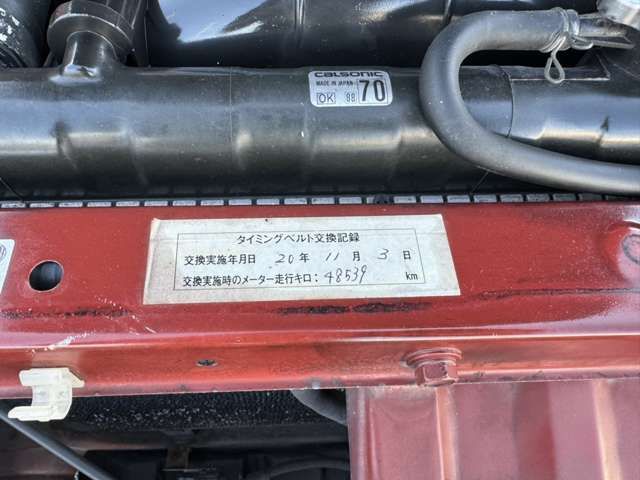 CALSONIC
MADE IN JAPAN
OK 88 70
タイミングベルト交換記録
交換実施年月日 20 年 11 月 3 日
交換実施時のメーター走行キロ： 48539 km